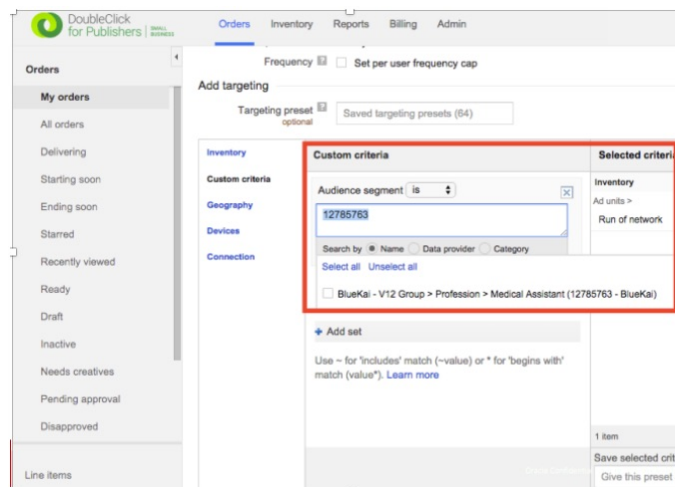 DoubleClick
for Publishers
SMALL
BUSINESS
Orders Inventory Reports Billing Admin
Orders
My orders
All orders
Delivering
Starting soon
Ending soon
Starred
Recently viewed
Ready
Draft
Inactive
Needs creatives
Pending approval
Disapproved
Line items
Frequency ? Set per user frequency cap
Add targeting
Targeting preset ? Saved targeting presets (64)
optional
Inventory
Custom criteria
Geography
Devices
Connection
Custom criteria
Audience segment is
12785763
Search by Name Data provider Category
Select all Unselect all
BlueKai - V12 Group > Profession > Medical Assistant (12785763 - BlueKai)
+ Add set
Use ~ for 'includes' match (~value) or * for 'begins with'
match (value*). Learn more
Selected criteria
Inventory
Ad units >
Run of network
1 item
Save selected crit
Give this preset